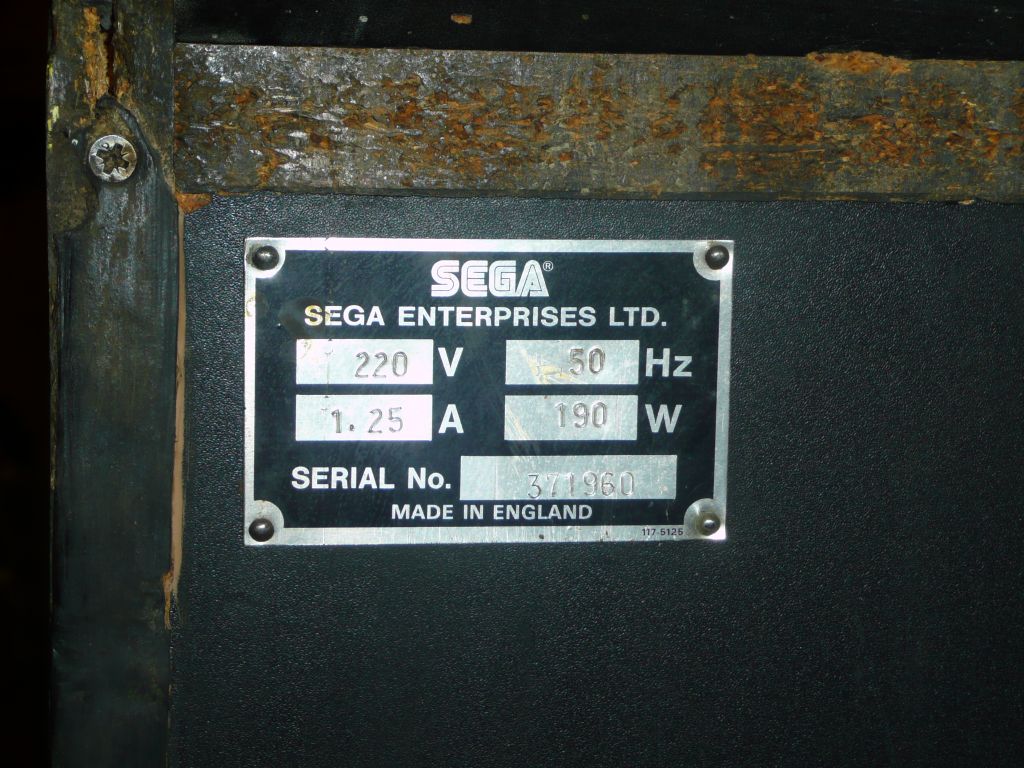 SEGA®
SEGA ENTERPRISES LTD.
220 V 50 Hz
1.25 A 190 W
SERIAL No. 371960
MADE IN ENGLAND
117-5125